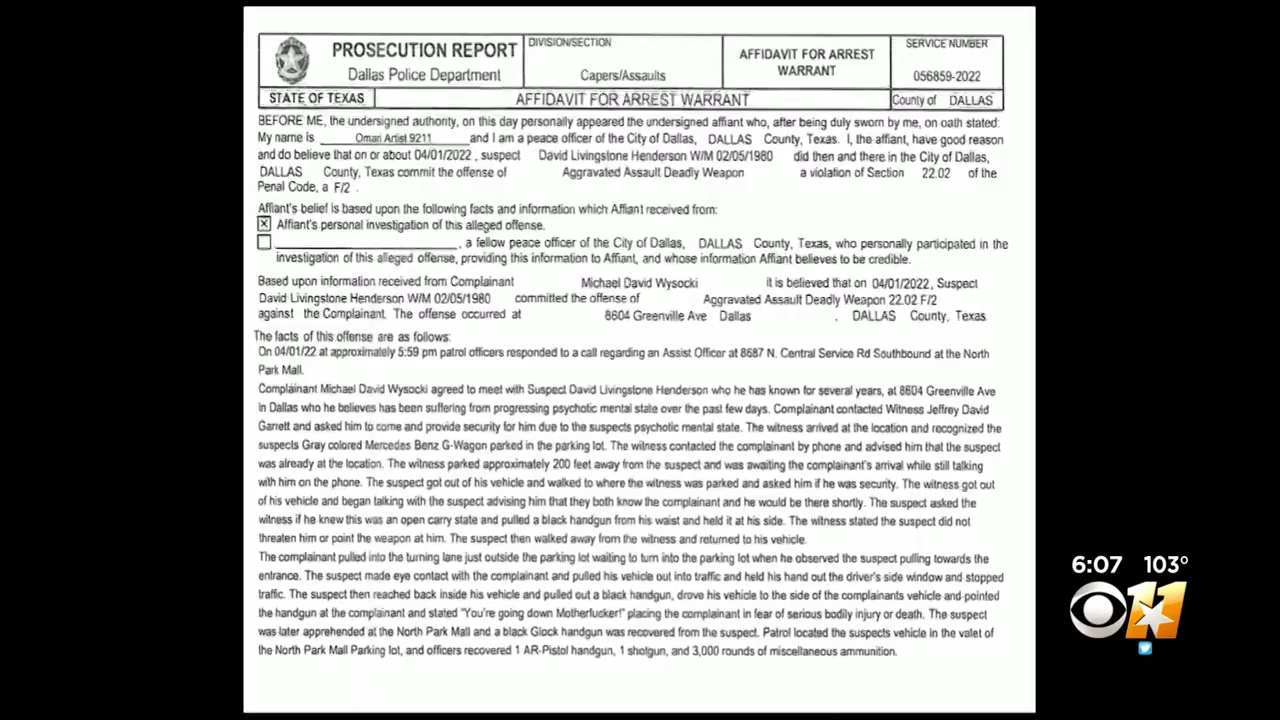 PROSECUTION REPORT
Dallas Police Department
DIVISION/SECTION
Capers/Assaults
AFFIDAVIT FOR ARREST
WARRANT
SERVICE NUMBER
056859-2022
STATE OF TEXAS
AFFIDAVIT FOR ARREST WARRANT
County of DALLAS
BEFORE ME, the undersigned authority, on this day personally appeared the undersigned affiant who, after being duly sworn by me, on oath stated:
My name is Omari Artist 9211 and I am a peace officer of the City of Dallas, DALLAS County, Texas. I, the affiant, have good reason
and do believe that on or about 04/01/2022 , suspect David Livingstone Henderson W/M 02/05/1980 did then and there in the City of Dallas,
DALLAS County, Texas commit the offense of Aggravated Assault Deadly Weapon a violation of Section 22.02 of the
Penal Code, a F/2 .
Affiant's belief is based upon the following facts and information which Affiant received from:
☒ Affiant's personal investigation of this alleged offense.
☐ ____________________, a fellow peace officer of the City of Dallas, DALLAS County, Texas, who personally participated in the
investigation of this alleged offense, providing this information to Affiant, and whose information Affiant believes to be credible.
Based upon information received from Complainant Michael David Wysocki it is believed that on 04/01/2022, Suspect
David Livingstone Henderson W/M 02/05/1980 committed the offense of Aggravated Assault Deadly Weapon 22.02 F/2
against the Complainant. The offense occurred at 8604 Greenville Ave Dallas , DALLAS County, Texas
The facts of this offense are as follows:
On 04/01/22 at approximately 5:59 pm patrol officers responded to a call regarding an Assist Officer at 8687 N. Central Service Rd Southbound at the North
Park Mall.
Complainant Michael David Wysocki agreed to meet with Suspect David Livingstone Henderson who he has known for several years, at 8604 Greenville Ave
in Dallas who he believes has been suffering from progressing psychotic mental state over the past few days. Complainant contacted Witness Jeffrey David
Garrett and asked him to come and provide security for him due to the suspects psychotic mental state. The witness arrived at the location and recognized the
suspects Gray colored Mercedes Benz G-Wagon parked in the parking lot. The witness contacted the complainant by phone and advised him that the suspect
was already at the location. The witness parked approximately 200 feet away from the suspect and was awaiting the complainant's arrival while still talking
with him on the phone. The suspect got out of his vehicle and walked to where the witness was parked and asked him if he was security. The witness got out
of his vehicle and began talking with the suspect advising him that they both know the complainant and he would be there shortly. The suspect asked the
witness if he knew this was an open carry state and pulled a black handgun from his waist and held it at his side. The witness stated the suspect did not
threaten him or point the weapon at him. The suspect then walked away from the witness and returned to his vehicle.
The complainant pulled into the turning lane just outside the parking lot waiting to turn into the parking lot when he observed the suspect pulling towards the
entrance. The suspect made eye contact with the complainant and pulled his vehicle out into traffic and held his hand out the driver's side window and stopped
traffic. The suspect then reached back inside his vehicle and pulled out a black handgun, drove his vehicle to the side of the complainants vehicle and pointed
the handgun at the complainant and stated "You're going down Motherfucker!" placing the complainant in fear of serious bodily injury or death. The suspect
was later apprehended at the North Park Mall and a black Glock handgun was recovered from the suspect. Patrol located the suspects vehicle in the valet of
the North Park Mall Parking lot, and officers recovered 1 AR-Pistol handgun, 1 shotgun, and 3,000 rounds of miscellaneous ammunition.
6:07 103°
11